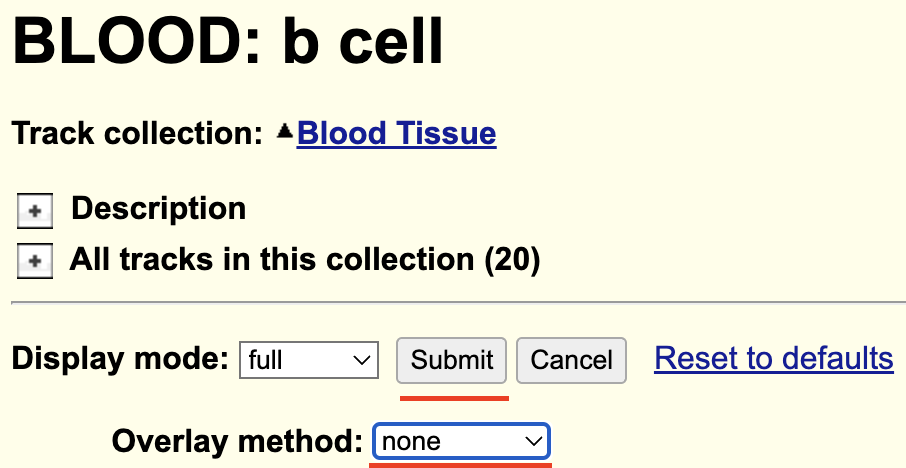 BLOOD: b cell
Track collection: Blood Tissue
Description
All tracks in this collection (20)
Display mode: full Submit Cancel Reset to defaults
Overlay method: none